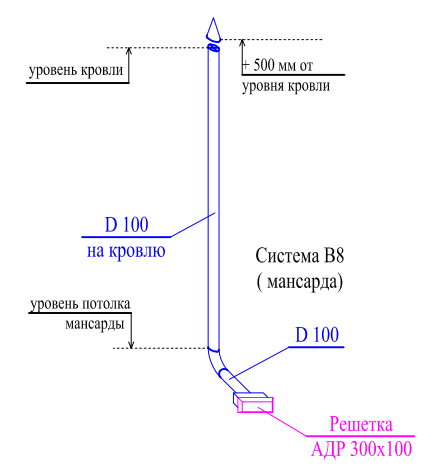 уровень кровли
+ 500 мм от
уровня кровли
D 100
на кровлю
Система В8
( мансарда)
уровень потолка
мансарды
D 100
Решетка
АДР 300x100